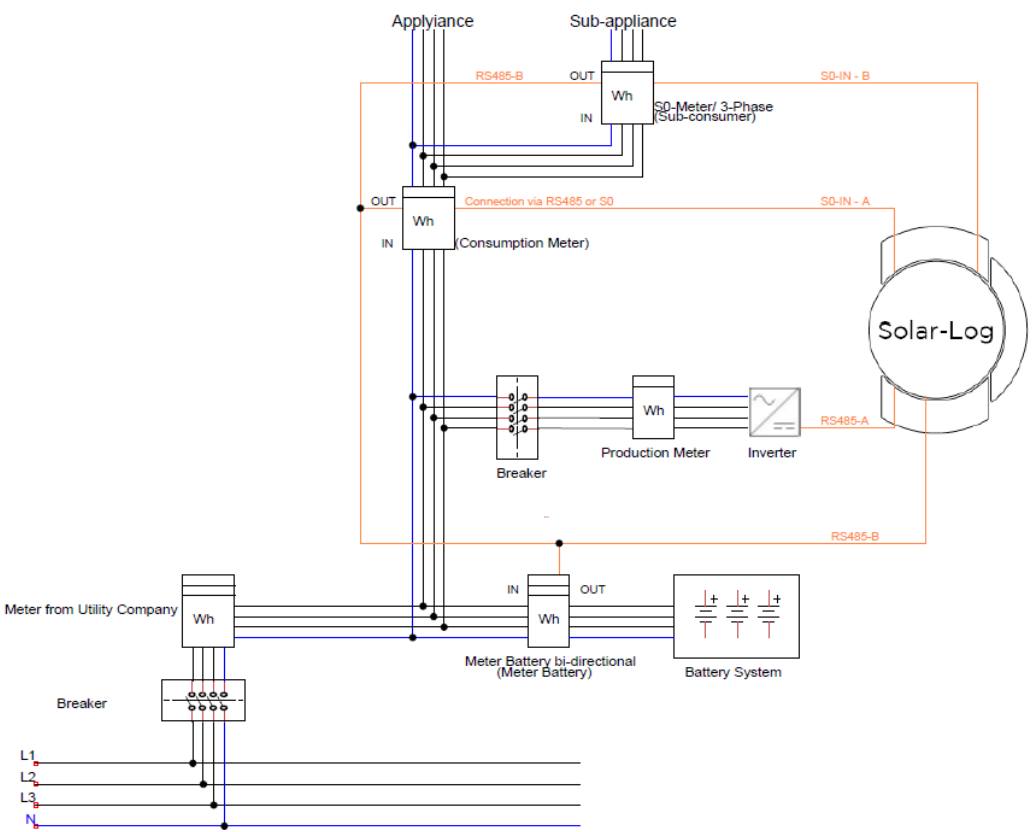 Applyiance
Sub-appliance
RS485-B
OUT
S0-IN - B
Wh
S0-Meter/ 3-Phase
(Sub-consumer)
IN
OUT
Connection via RS485 or S0
S0-IN - A
Wh
IN
(Consumption Meter)
Solar-Log
Wh
RS485-A
Production Meter
Inverter
Breaker
RS485-B
IN
OUT
Meter from Utility Company
Wh
Wh
+
+
+
Meter Battery bi-directional
(Meter Battery)
Battery System
Breaker
L1
L2
L3
N